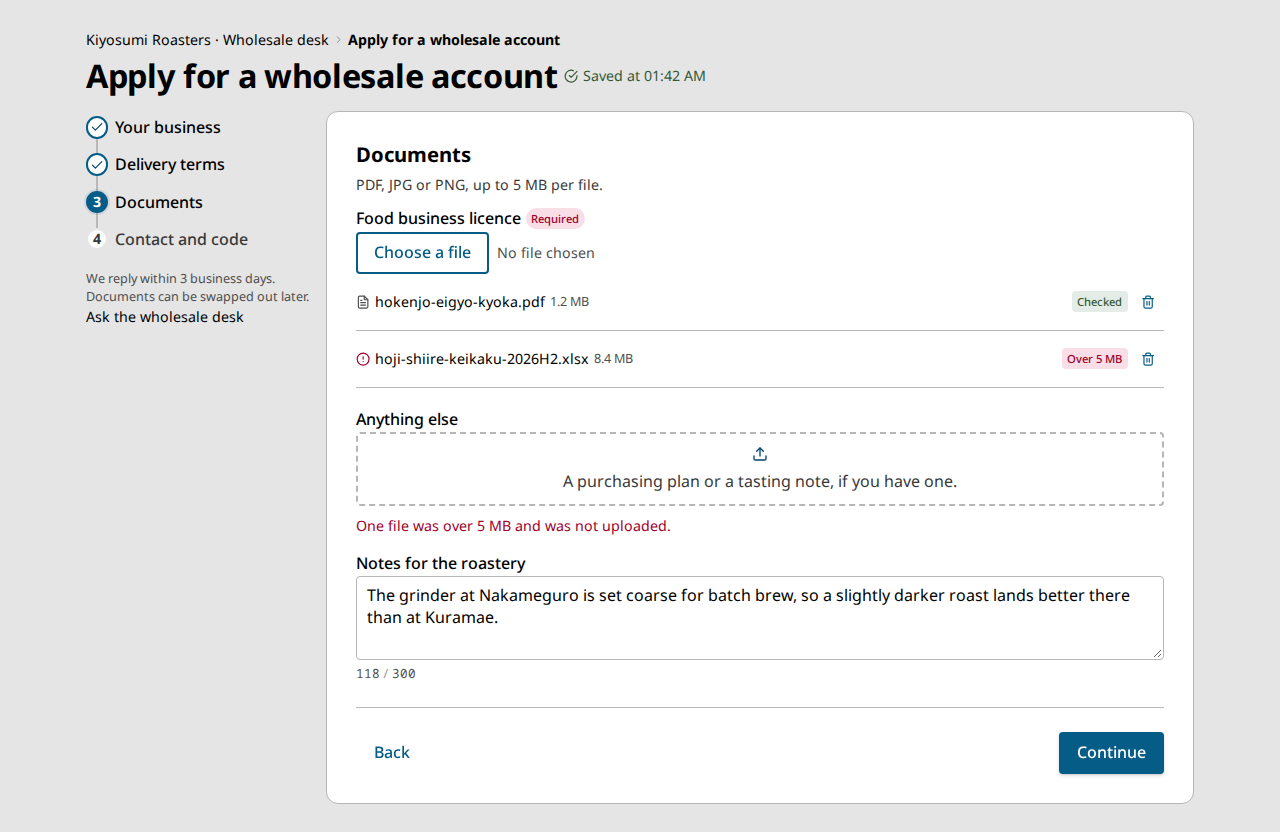 Kiyosumi Roasters · Wholesale desk › Apply for a wholesale account
Apply for a wholesale account Saved at 01:42 AM
Your business
Delivery terms
3 Documents
4 Contact and code
We reply within 3 business days.
Documents can be swapped out later.
Ask the wholesale desk
Documents
PDF, JPG or PNG, up to 5 MB per file.
Food business licence Required
Choose a file No file chosen
hokenjo-eigyo-kyoka.pdf 1.2 MB Checked
hoji-shiire-keikaku-2026H2.xlsx 8.4 MB Over 5 MB
Anything else
A purchasing plan or a tasting note, if you have one.
One file was over 5 MB and was not uploaded.
Notes for the roastery
The grinder at Nakameguro is set coarse for batch brew, so a slightly darker roast lands better there
than at Kuramae.
118 / 300
Back Continue